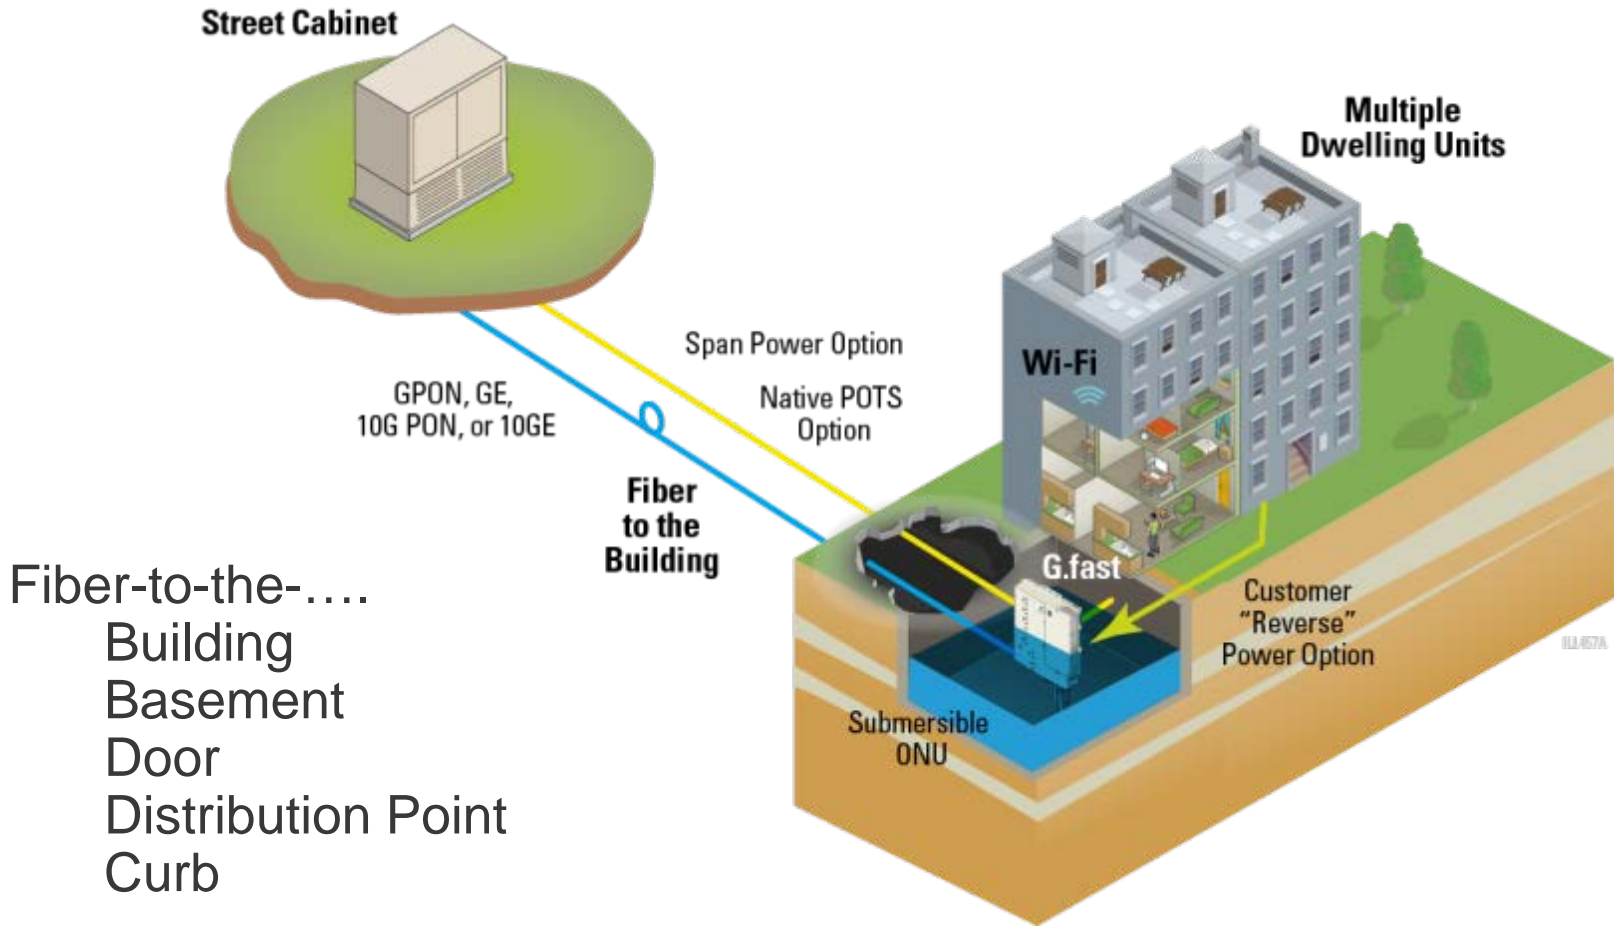 Street Cabinet
Multiple
Dwelling Units
Span Power Option
Wi-Fi
GPON, GE,
10G PON, or 10GE
Native POTS
Option
Fiber
to the
Building
G.fast
Customer
“Reverse”
Power Option
Submersible
ONU
Fiber-to-the-….
Building
Basement
Door
Distribution Point
Curb